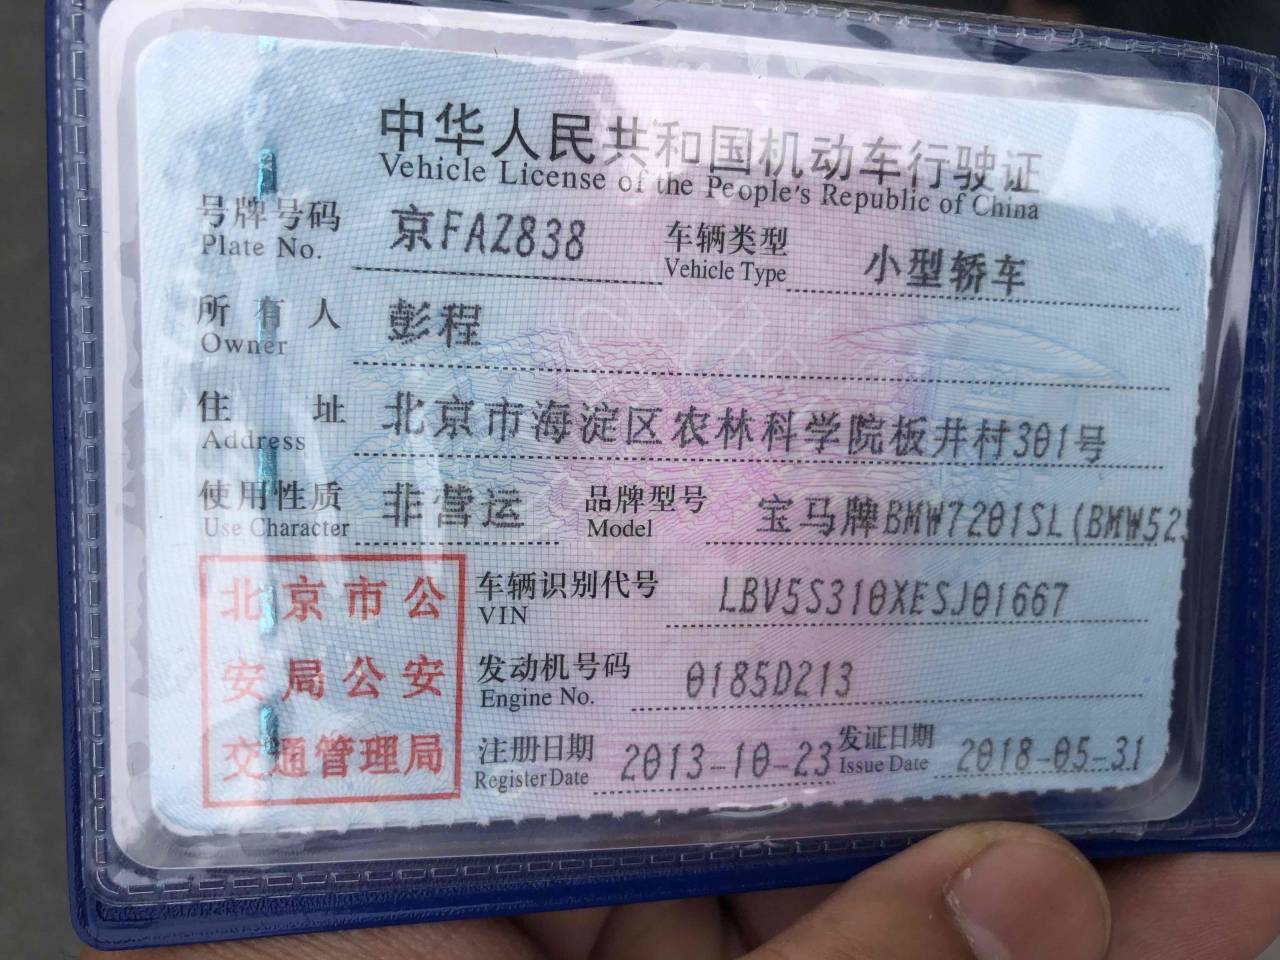 中华人民共和国机动车行驶证
Vehicle License of the People's Republic of China
号牌号码 京FAZ838 车辆类型 小型轿车
Plate No. Vehicle Type
所有人 彭程
Owner
住址 北京市海淀区农林科学院板井村301号
Address
使用性质 非营运 品牌型号 宝马牌BMW7201SL(BMW52
Use Character Model
北京市公
安局公安
交通管理局
车辆识别代号 LBV5S310XESJ01667
VIN
发动机号码 0185D213
Engine No.
注册日期 2013-10-23 发证日期 2018-05-31
Register Date Issue Date